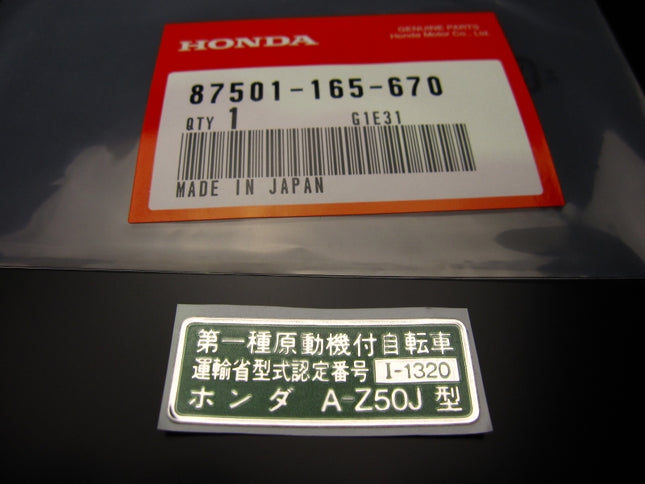 HONDA
GENUINE PARTS
Honda Motor Co., Ltd.
87501-165-670
QTY 1 G1E31
MADE IN JAPAN
第一種原動機付自転車
運輸省型式認定番号 I-1320
ホンダ A-Z50J 型